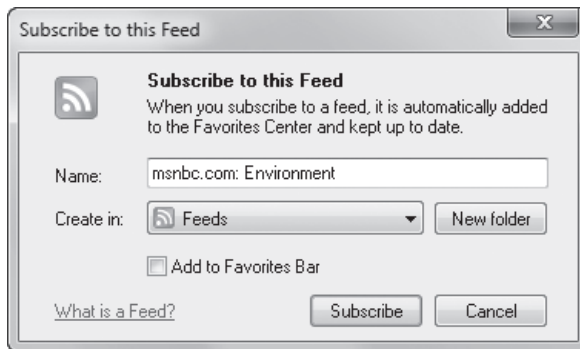 Subscribe to this Feed
Subscribe to this Feed
When you subscribe to a feed, it is automatically added
to the Favorites Center and kept up to date.
Name: msnbc.com: Environment
Create in: Feeds New folder
Add to Favorites Bar
What is a Feed? Subscribe Cancel